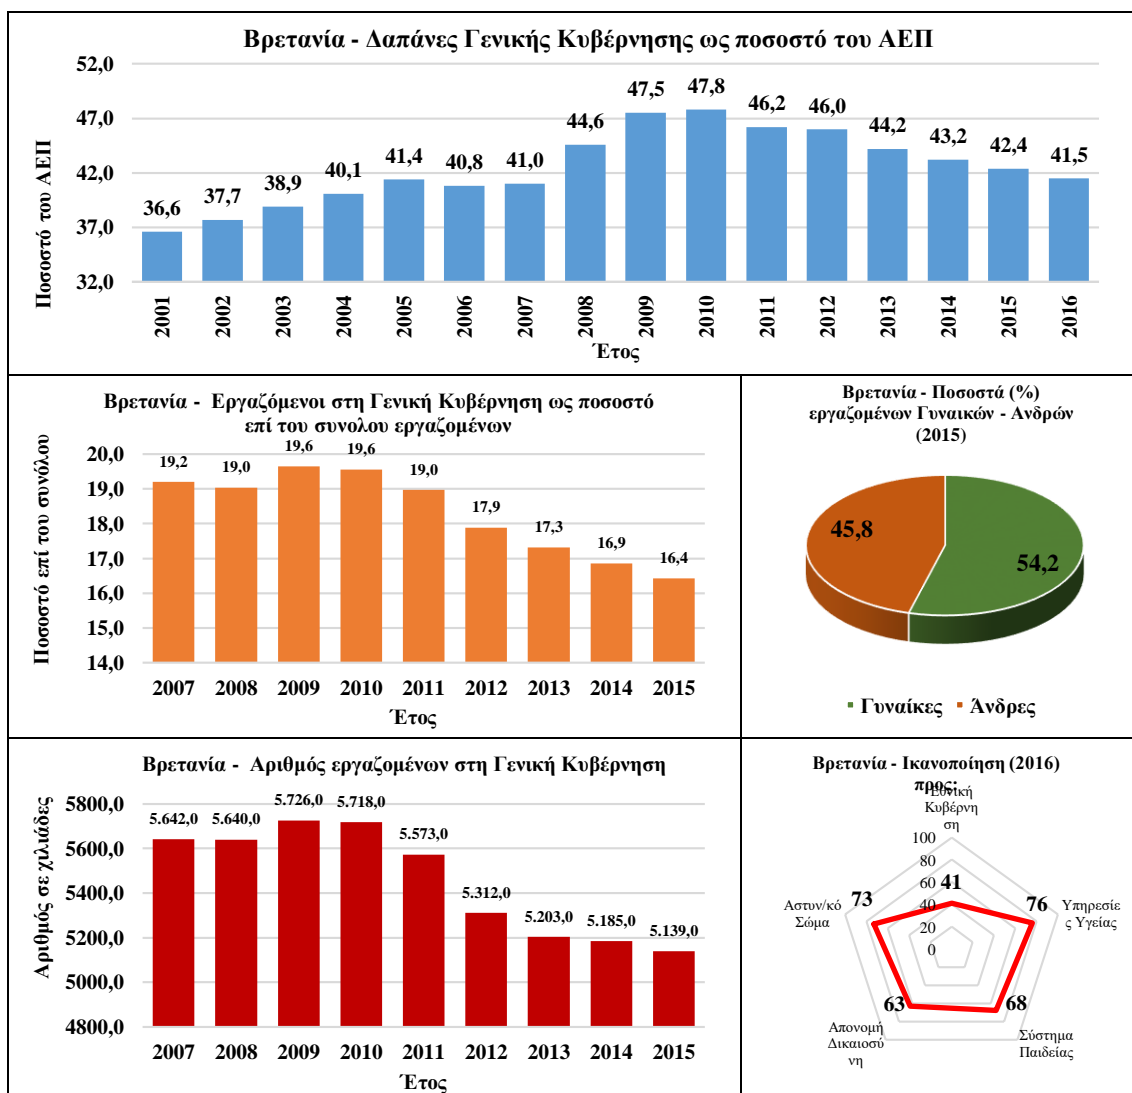 Βρετανία - Δαπάνες Γενικής Κυβέρνησης ως ποσοστό του ΑΕΠ
Ποσοστό του ΑΕΠ
52,0
47,0
42,0
37,0
32,0
36,6
37,7
38,9
40,1
41,4
40,8
41,0
44,6
47,5
47,8
46,2
46,0
44,2
43,2
42,4
41,5
2001
2002
2003
2004
2005
2006
2007
2008
2009
2010
2011
2012
2013
2014
2015
2016
Έτος
Βρετανία - Εργαζόμενοι στη Γενική Κυβέρνηση ως ποσοστό
επί του συνολου εργαζομένων
Ποσοστό επί του συνόλου
20,0
19,0
18,0
17,0
16,0
15,0
14,0
19,2
19,0
19,6
19,6
19,0
17,9
17,3
16,9
16,4
2007 2008 2009 2010 2011 2012 2013 2014 2015
Έτος
Βρετανία - Ποσοστά (%)
εργαζομένων Γυναικών - Ανδρών
(2015)
45,8
54,2
Γυναίκες Άνδρες
Βρετανία - Αριθμός εργαζομένων στη Γενική Κυβέρνηση
Αριθμός σε χιλιάδες
5800,0
5600,0
5400,0
5200,0
5000,0
4800,0
5.642,0
5.640,0
5.726,0
5.718,0
5.573,0
5.312,0
5.203,0
5.185,0
5.139,0
2007 2008 2009 2010 2011 2012 2013 2014 2015
Έτος
Βρετανία - Ικανοποίηση (2016)
προς:
Εθνική
Κυβέρνη
ση
100
80
60
40
20
0
41
76
Υπηρεσίε
ς Υγείας
68
Σύστημα
Παιδείας
63
Απονομή
Δικαιοσύ
νη
73
Αστυν/κό
Σώμα